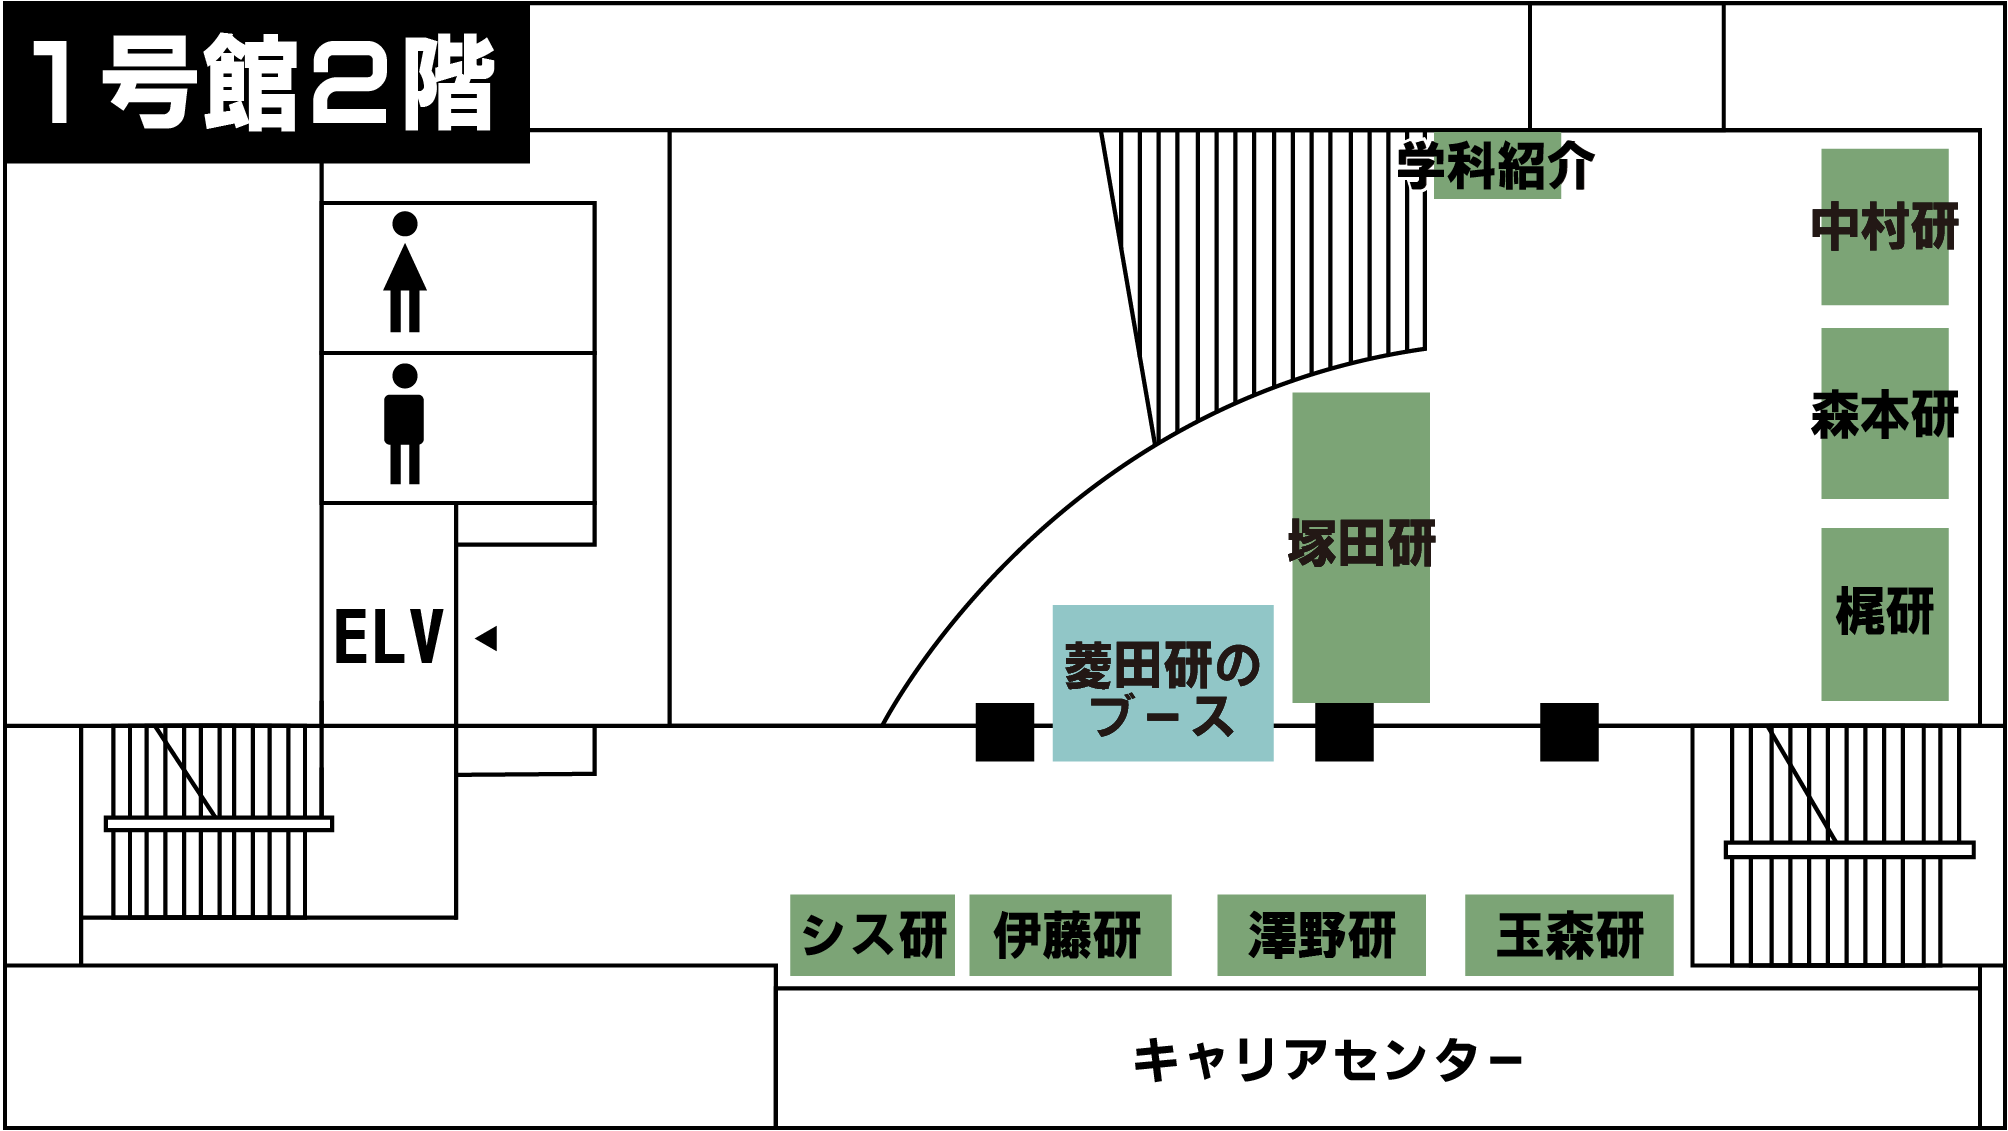 1号館2階
学科紹介
中村研
森本研
塚田研
梶研
ELV
菱田研の
ブース
シス研
伊藤研
澤野研
玉森研
キャリアセンター